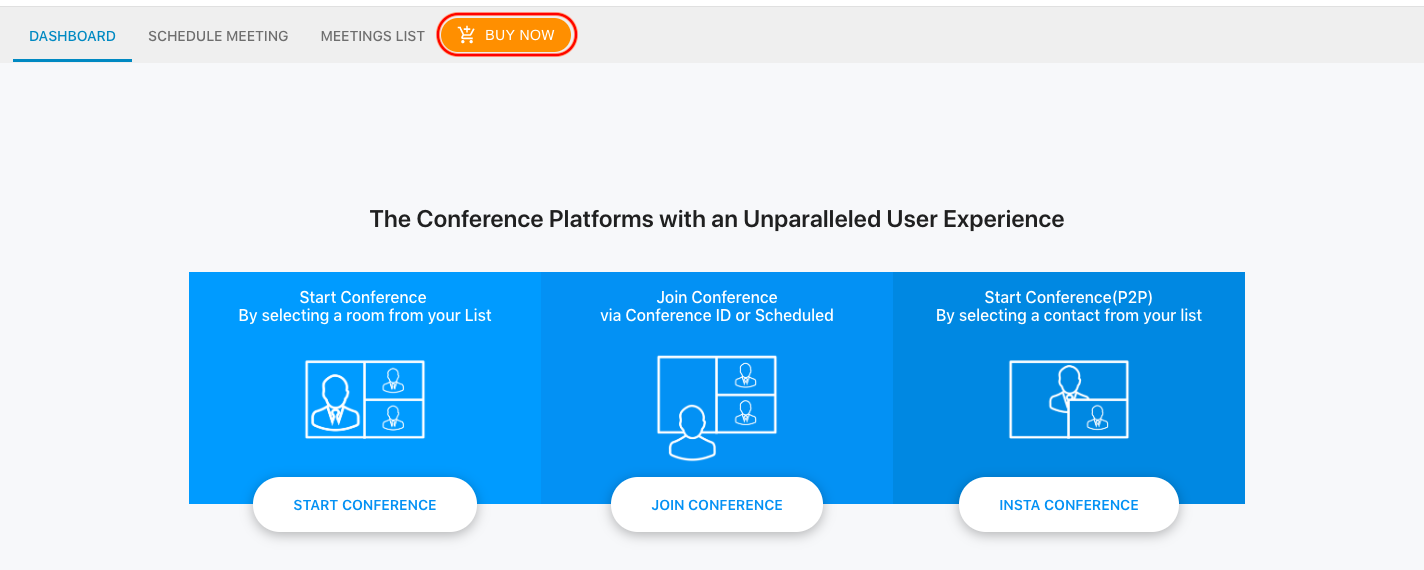 DASHBOARD SCHEDULE MEETING MEETINGS LIST BUY NOW
The Conference Platforms with an Unparalleled User Experience
Start Conference
By selecting a room from your List
START CONFERENCE
Join Conference
via Conference ID or Scheduled
JOIN CONFERENCE
Start Conference(P2P)
By selecting a contact from your list
INSTA CONFERENCE